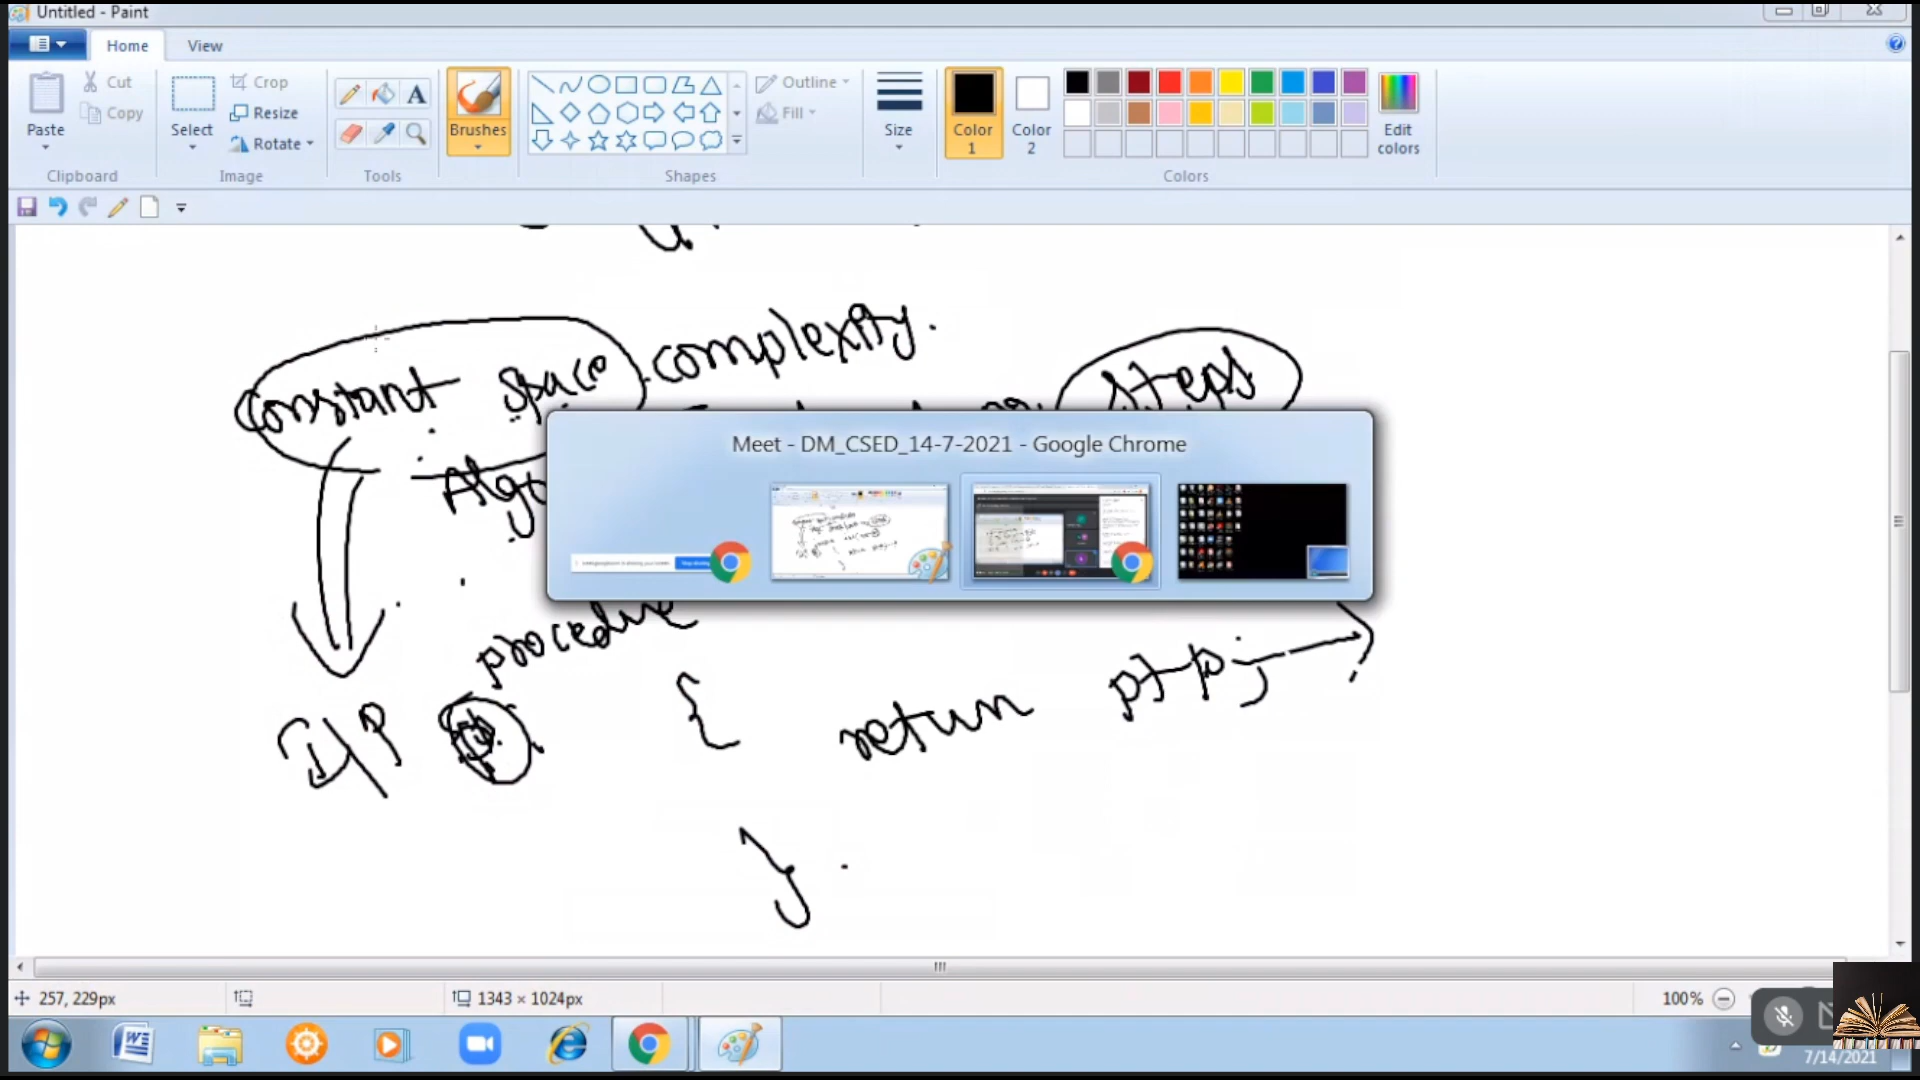 Untitled - Paint
Home View
Paste Cut Copy
Clipboard
Select Crop Resize Rotate
Image
Tools
Brushes
Shapes
Outline Fill
Size
Color 1 Color 2 Edit colors
Colors
constant space complexity.
steps
Algo
Meet - DM_CSED_14-7-2021 - Google Chrome
procedure
I/P { return
}
257, 229px
1343 × 1024px
100%
7/14/2021